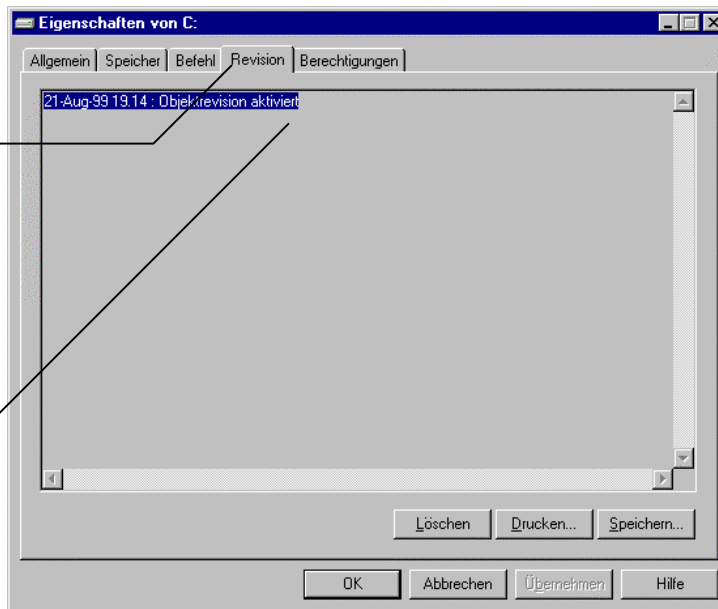 Eigenschaften von C:
Allgemein Speicher Befehl Revision Berechtigungen
21-Aug-99 19.14 : Objektrevision aktiviert
Löschen Drucken... Speichern...
OK Abbrechen Übernehmen Hilfe